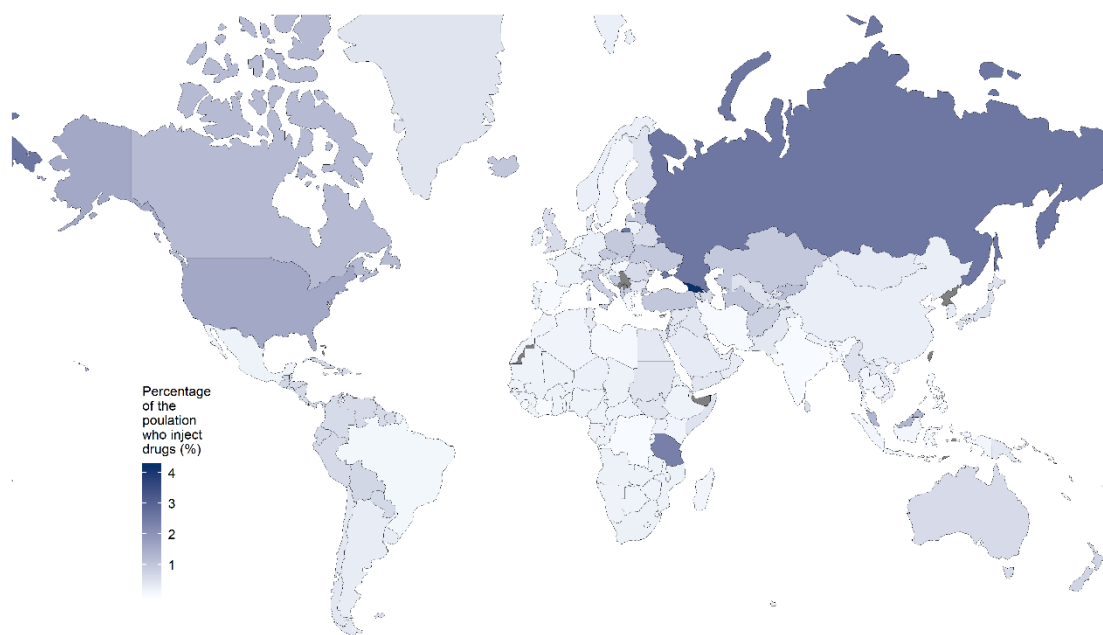 Percentage
of the
poulation
who inject
drugs (%)
4
3
2
1